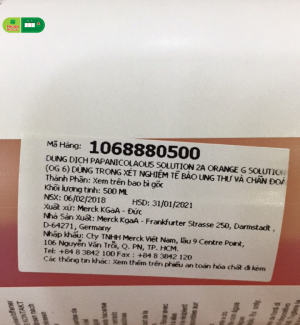 Mã Hàng: 1068880500
DUNG DỊCH PAPANICOLAOUS SOLUTION 2A ORANGE G SOLUTION
(OG 6) DÙNG TRONG XÉT NGHIỆM TẾ BÀO UNG THƯ VÀ CHẨN ĐOÁ
Thành Phần: Xem trên bao bì gốc
Khối lượng tịnh: 500 ML
NSX: 06/02/2018 HSD: 31/01/2021
Xuất xứ: Merck KGaA - Đức
Nhà Sản Xuất: Merck KgaA - Frankfurter Strasse 250, Darmstadt ,
D-64271, Germany
Nhập khẩu: Cty TNHH Merck Việt Nam, lầu 9 Centre Point,
106 Nguyễn Văn Trỗi, Q. PN, TP. HCM.
Tel: +84 8 3842 100 Fax : +84 8 3842 120
Các thông tin khác: Xem thêm trên phiếu an toàn hóa chất đi kèm